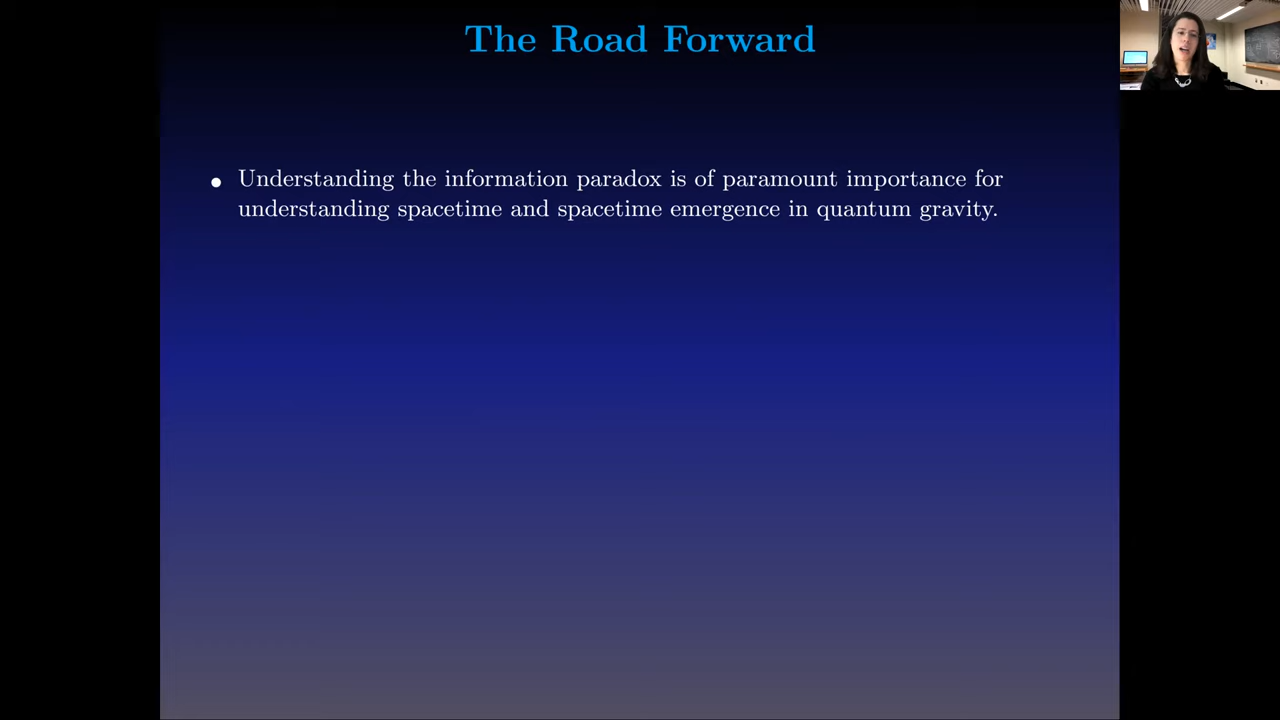 The Road Forward
• Understanding the information paradox is of paramount importance for
understanding spacetime and spacetime emergence in quantum gravity.